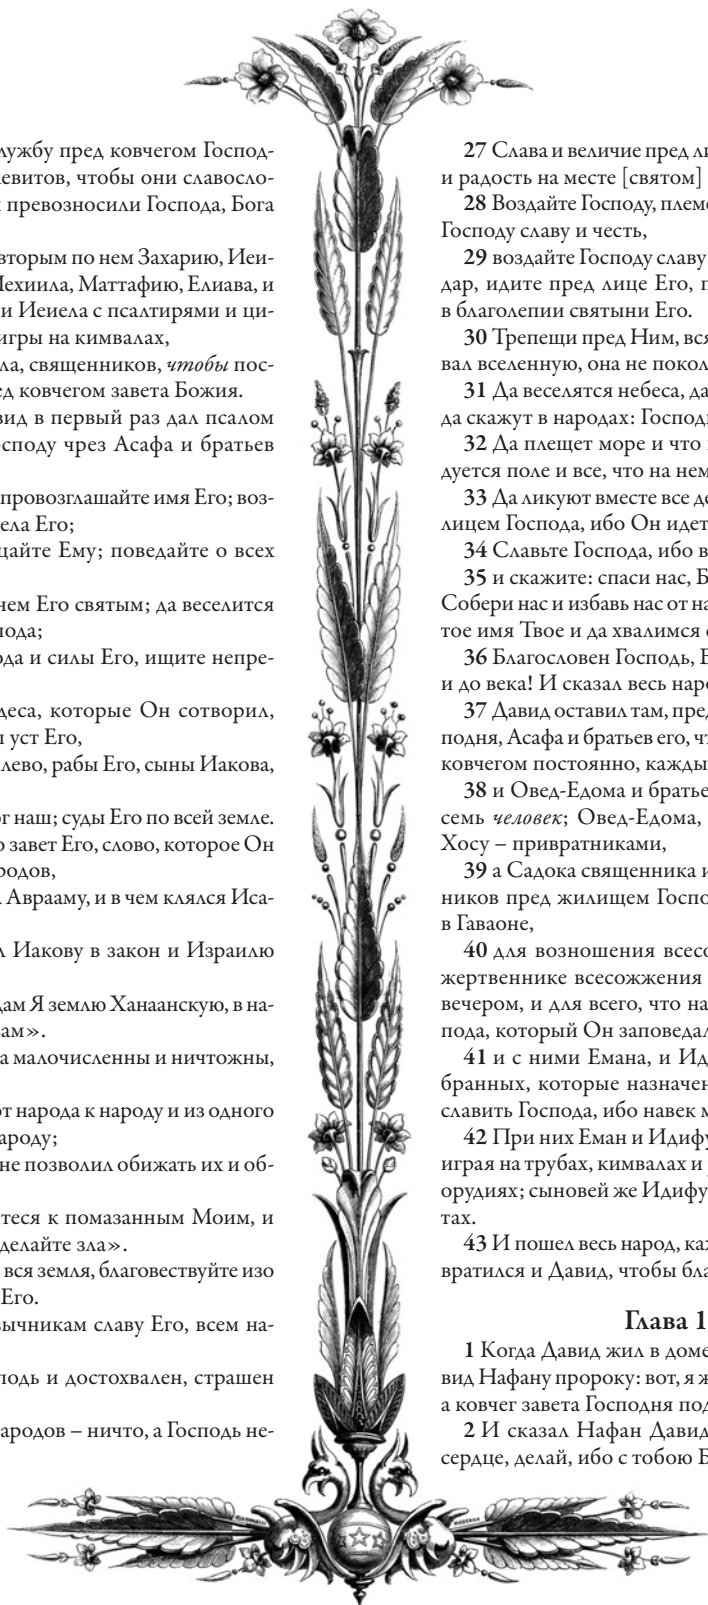 лужбу пред ковчегом Господ-
евитов, чтобы они славосло-
превозносили Господа, Бога
вторым по нем Захарию, Иеи-
ехиила, Маттафию, Елиава, и
и Иеиела с псалтирями и ци-
игры на кимвалах,
ла, священников, чтобы пос-
ед ковчегом завета Божия.
вид в первый раз дал псалом
осподу чрез Асафа и братьев
провозглашайте имя Его; воз-
ела Его;
щайте Ему; поведайте о всех
нем Его святым; да веселится
пода;
ода и силы Его, ищите непре-
деса, которые Он сотворил,
уст Его,
лево, рабы Его, сыны Иакова,
ог наш; суды Его по всей земле.
о завет Его, слово, которое Он
родов,
Аврааму, и в чем клялся Иса-
л Иакову в закон и Израилю
дам Я землю Ханаанскую, в на-
вам».
а малочисленны и ничтожны,
от народа к народу и из одного
ароду;
не позволил обижать их и об-
теся к помазанным Моим, и
делайте зла».
вся земля, благовествуйте изо
Его.
зычникам славу Его, всем на-
подь и достохвален, страшен
ародов – ничто, а Господь не-
27 Слава и величие пред ли
и радость на месте [святом]
28 Воздайте Господу, племе
Господу славу и честь,
29 воздайте Господу славу
дар, идите пред лице Его, п
в благолепии святыни Его.
30 Трепещи пред Ним, вся
вал вселенную, она не покол
31 Да веселятся небеса, да
да скажут в народах: Господ
32 Да плещет море и что
дуется поле и все, что на нем
33 Да ликуют вместе все де
лицем Господа, ибо Он идет
34 Славьте Господа, ибо в
35 и скажите: спаси нас, Б
Собери нас и избавь нас от на
тое имя Твое и да хвалимся
36 Благословен Господь, Б
и до века! И сказал весь наро
37 Давид оставил там, пред
подня, Асафа и братьев его, чт
ковчегом постоянно, кажды
38 и Овед-Едома и братье
семь человек; Овед-Едома,
Хосу – привратниками,
39 а Садока священника и
ников пред жилищем Госпо
в Гаваоне,
40 для возношения всесо
жертвеннике всесожжения
вечером, и для всего, что на
пода, который Он заповедал
41 и с ними Емана, и Ид
бранных, которые назначен
славить Господа, ибо навек м
42 При них Еман и Идифу
играя на трубах, кимвалах и
орудиях; сыновей же Идифу
тах.
43 И пошел весь народ, каж
вратился и Давид, чтобы бла
Глава 1
1 Когда Давид жил в доме
вид Нафану пророку: вот, я ж
а ковчег завета Господня под
2 И сказал Нафан Давид
сердце, делай, ибо с тобою Б